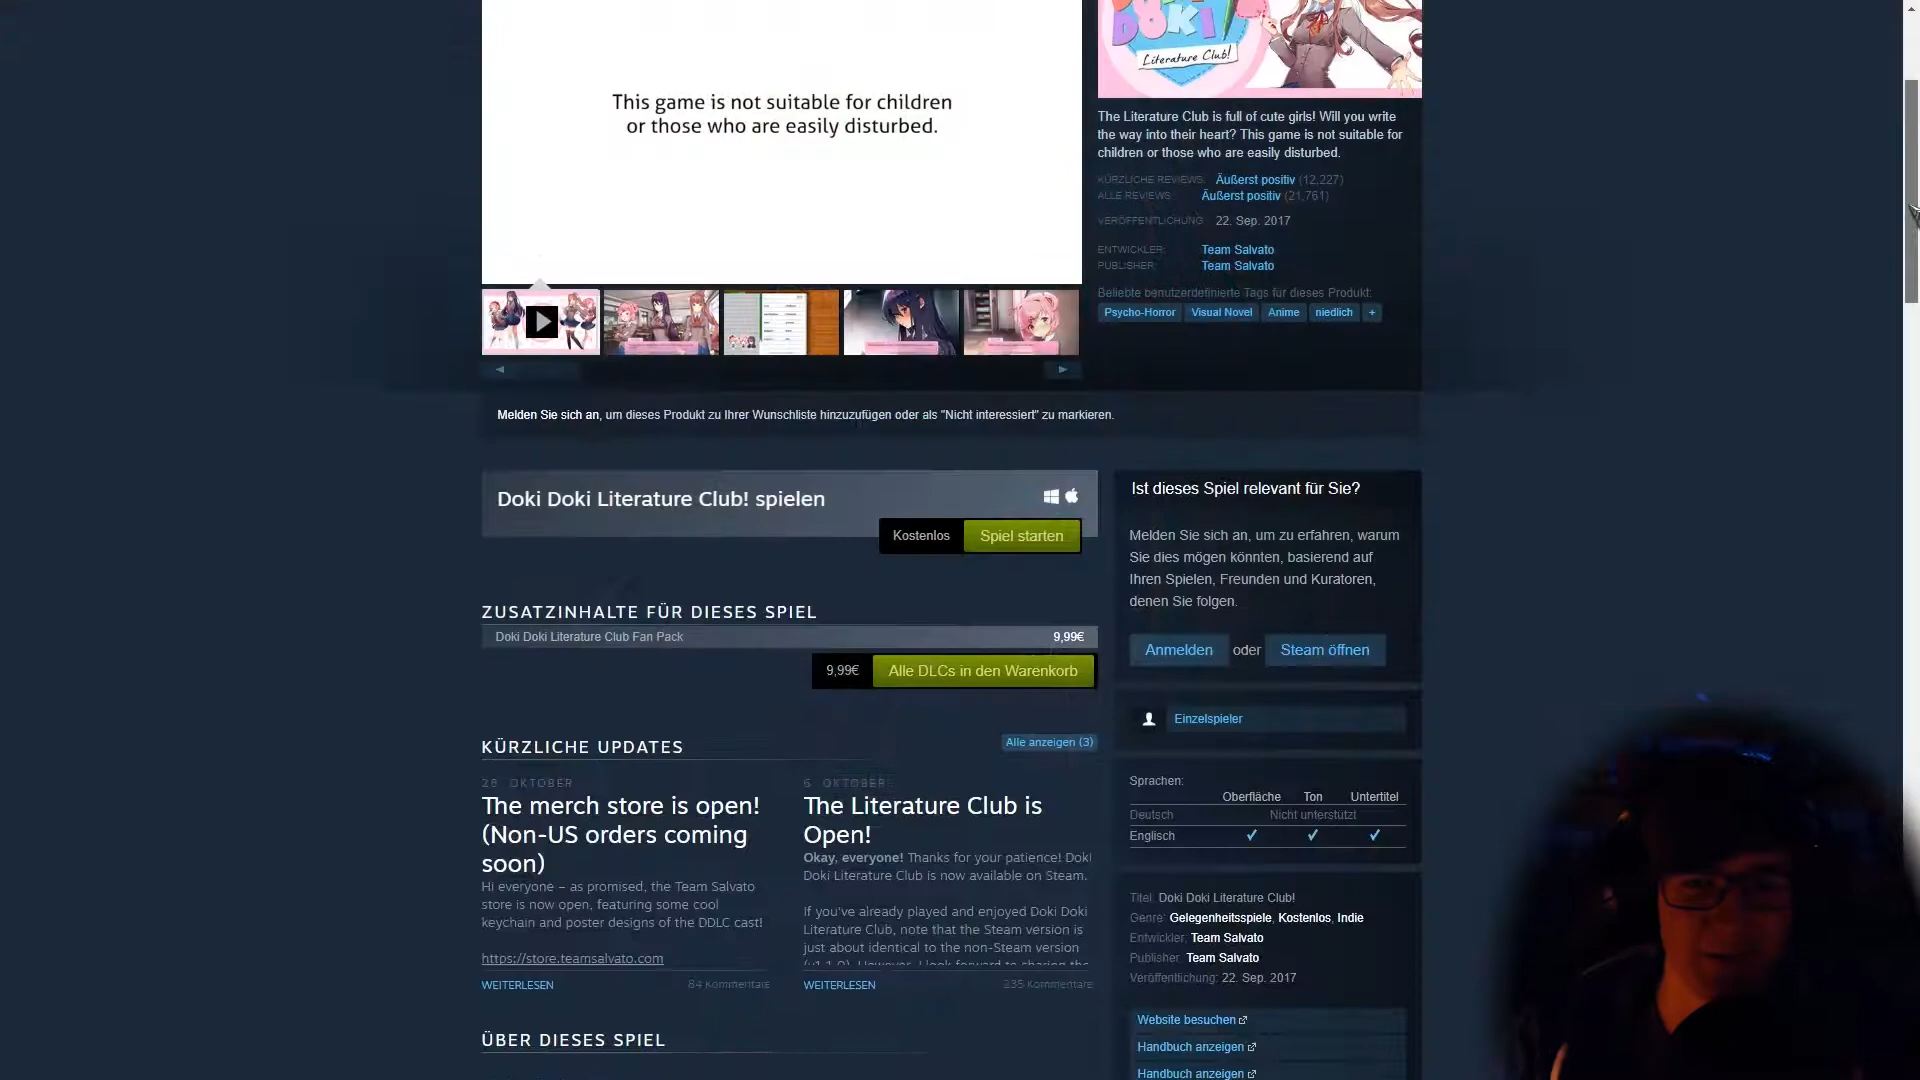 This game is not suitable for children
or those who are easily disturbed.
DOKI
Literature Club!
The Literature Club is full of cute girls! Will you write
the way into their heart? This game is not suitable for
children or those who are easily disturbed.
KÜRZLICHE REVIEWS: Äußerst positiv (12,227)
ALLE REVIEWS: Äußerst positiv (21,761)
VERÖFFENTLICHUNG: 22. Sep. 2017
ENTWICKLER: Team Salvato
PUBLISHER: Team Salvato
Beliebte benutzerdefinierte Tags für dieses Produkt:
Psycho-Horror Visual Novel Anime niedlich +
Melden Sie sich an, um dieses Produkt zu Ihrer Wunschliste hinzuzufügen oder als "Nicht interessiert" zu markieren.
Doki Doki Literature Club! spielen
Kostenlos Spiel starten
ZUSATZINHALTE FÜR DIESES SPIEL
Doki Doki Literature Club Fan Pack 9,99€
9,99€ Alle DLCs in den Warenkorb
KÜRZLICHE UPDATES Alle anzeigen (3)
26. OKTOBER
The merch store is open!
(Non-US orders coming
soon)
Hi everyone – as promised, the Team Salvato
store is now open, featuring some cool
keychain and poster designs of the DDLC cast!
https://store.teamsalvato.com
WEITERLESEN 84 Kommentare
6. OKTOBER
The Literature Club is
Open!
Okay, everyone! Thanks for your patience! Doki
Doki Literature Club is now available on Steam.
If you've already played and enjoyed Doki Doki
Literature Club, note that the Steam version is
just about identical to the non-Steam version
(v1.1.0). However, I look forward to sharing the
WEITERLESEN 235 Kommentare
ÜBER DIESES SPIEL
Ist dieses Spiel relevant für Sie?
Melden Sie sich an, um zu erfahren, warum
Sie dies mögen könnten, basierend auf
Ihren Spielen, Freunden und Kuratoren,
denen Sie folgen.
Anmelden oder Steam öffnen
Einzelspieler
Sprachen:
Oberfläche Ton Untertitel
Deutsch Nicht unterstützt
Englisch ✔ ✔ ✔
Titel: Doki Doki Literature Club!
Genre: Gelegenheitsspiele, Kostenlos, Indie
Entwickler: Team Salvato
Publisher: Team Salvato
Veröffentlichung: 22. Sep. 2017
Website besuchen
Handbuch anzeigen
Handbuch anzeigen